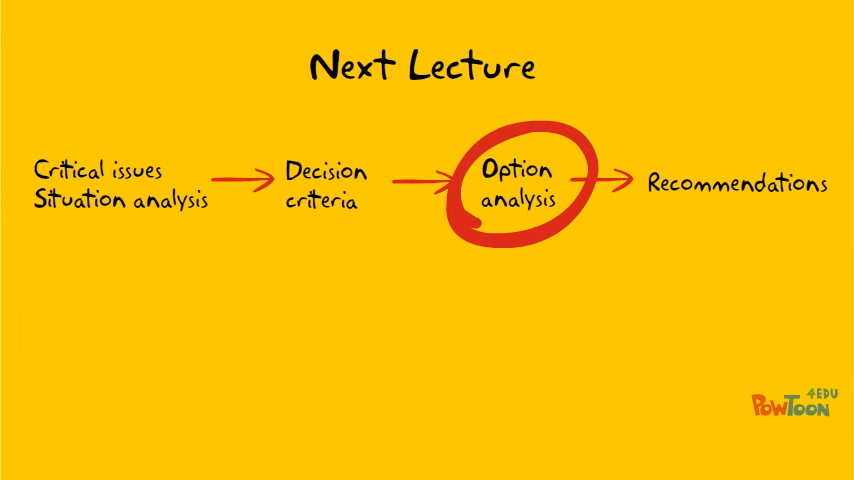 Next Lecture
Critical issues
Situation analysis
Decision
criteria
Option
analysis
Recommendations
4EDU
PowToon